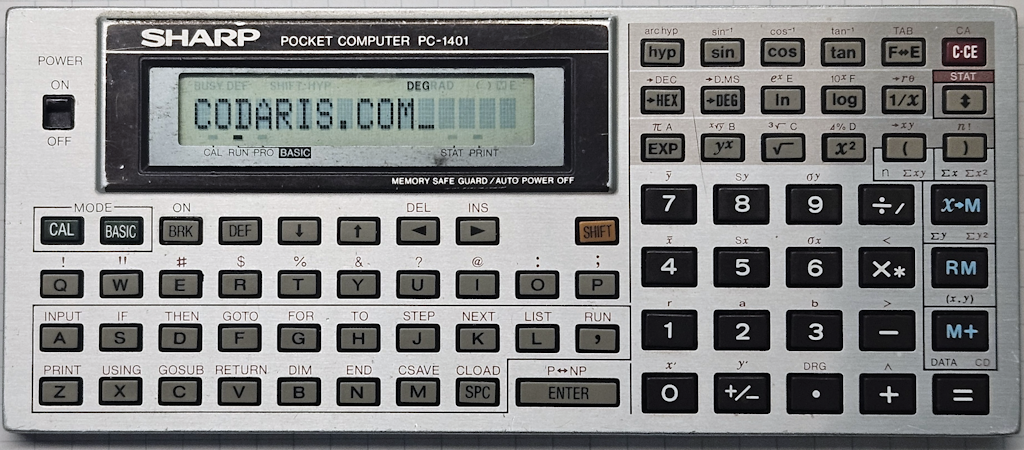 SHARP POCKET COMPUTER PC-1401
BUSY DEF SHIFT HYP DEG RAD ( ) E
CODARIS.COM_
CAL RUN PRO BASIC STAT PRINT
MEMORY SAFE GUARD/AUTO POWER OFF
POWER
ON
OFF
MODE ON DEL INS
CAL BASIC BRK DEF ↓ ↑ ◄ ► SHIFT
! " # $ % & ? @ : ;
Q W E R T Y U I O P
INPUT IF THEN GOTO FOR TO STEP NEXT LIST RUN
A S D F G H J K L ,
PRINT USING GOSUB RETURN DIM END CSAVE CLOAD P↔NP
Z X C V B N M SPC ENTER
archyp sin⁻¹ cos⁻¹ tan⁻¹ TAB CA
hyp sin cos tan F↔E C·CE
→DEC →D.MS eˣ E 10ˣ F →rθ STAT
→HEX →DEG ln log 1/x ↕
π A ˣ√y B ³√ C ⊿% D →xy n!
EXP yˣ √ x² ( )
y̅ Sy σy n Σxy Σx Σx²
7 8 9 ÷/ x→M
x̅ Sx σx < Σy Σy²
4 5 6 ×* RM
r a b > (x,y)
1 2 3 − M+
x' y' DRG ^ DATA CD
0 +/− • + =